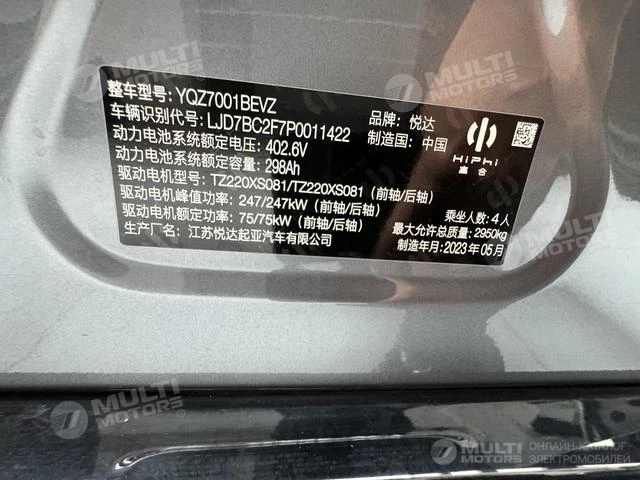 整车型号: YQZ7001BEVZ
品牌: 悦达
车辆识别代号: LJD7BC2F7P0011422
制造国: 中国
动力电池系统额定电压: 402.6V
动力电池系统额定容量: 298Ah
驱动电机型号: TZ220XS081/TZ220XS081 (前轴/后轴)
驱动电机峰值功率: 247/247kW (前轴/后轴)
乘坐人数: 4人
驱动电机额定功率: 75/75kW (前轴/后轴)
最大允许总质量: 2950kg
生产厂名: 江苏悦达起亚汽车有限公司
制造年月: 2023年05月
HiPhi
高合
MULTI MOTORS
MULTI MOTORS
MULTI MOTORS
MULTI MOTORS
MULTI MOTORS
MULTI MOTORS
ОНЛАЙН-КАТАЛОГ
ЭЛЕКТРОМОБИЛЕЙ